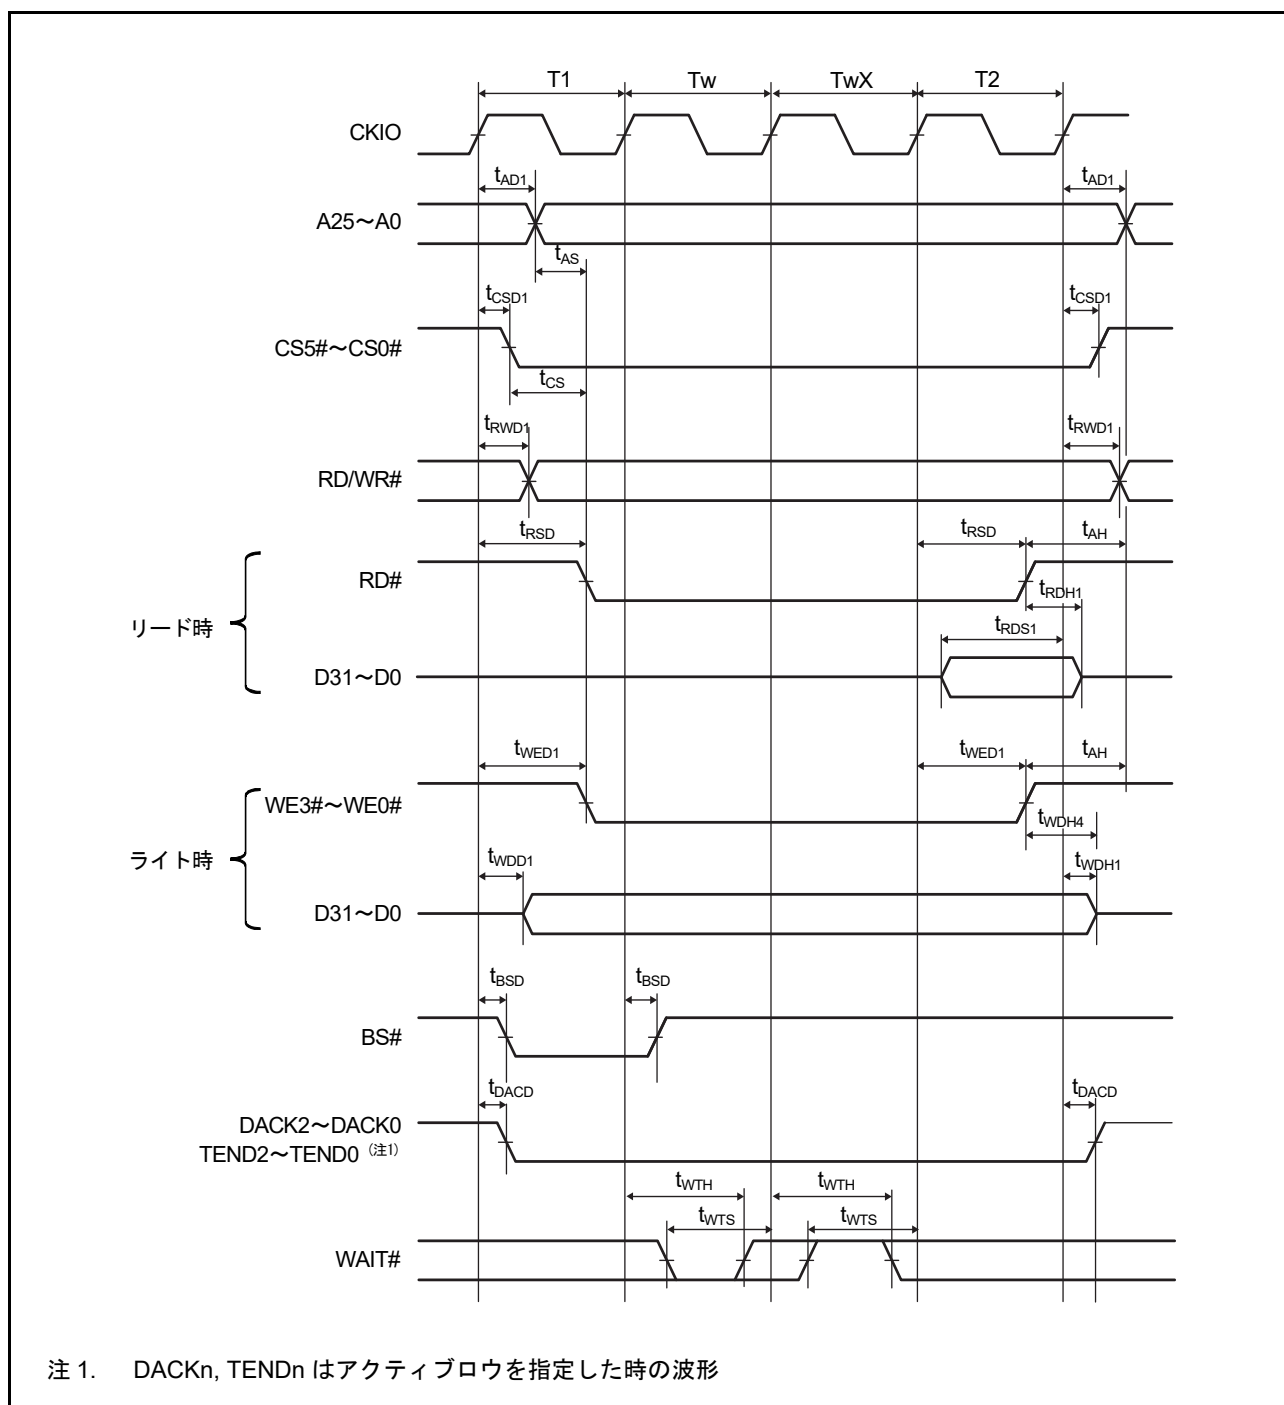 T1 Tw TwX T2
CKIO
tAD1 tAD1
A25～A0
tAS
tCSD1 tCSD1
CS5#～CS0#
tCS
tRWD1 tRWD1
RD/WR#
tRSD tRSD tAH
RD#
tRDH1
リード時
tRDS1
D31～D0
tWED1 tWED1 tAH
WE3#～WE0#
tWDH4
ライト時
tWDD1 tWDH1
D31～D0
tBSD tBSD
BS#
tDACD tDACD
DACK2～DACK0
TEND2～TEND0 (注1)
tWTH tWTH
tWTS tWTS
WAIT#
注 1. DACKn, TENDn はアクティブロウを指定した時の波形